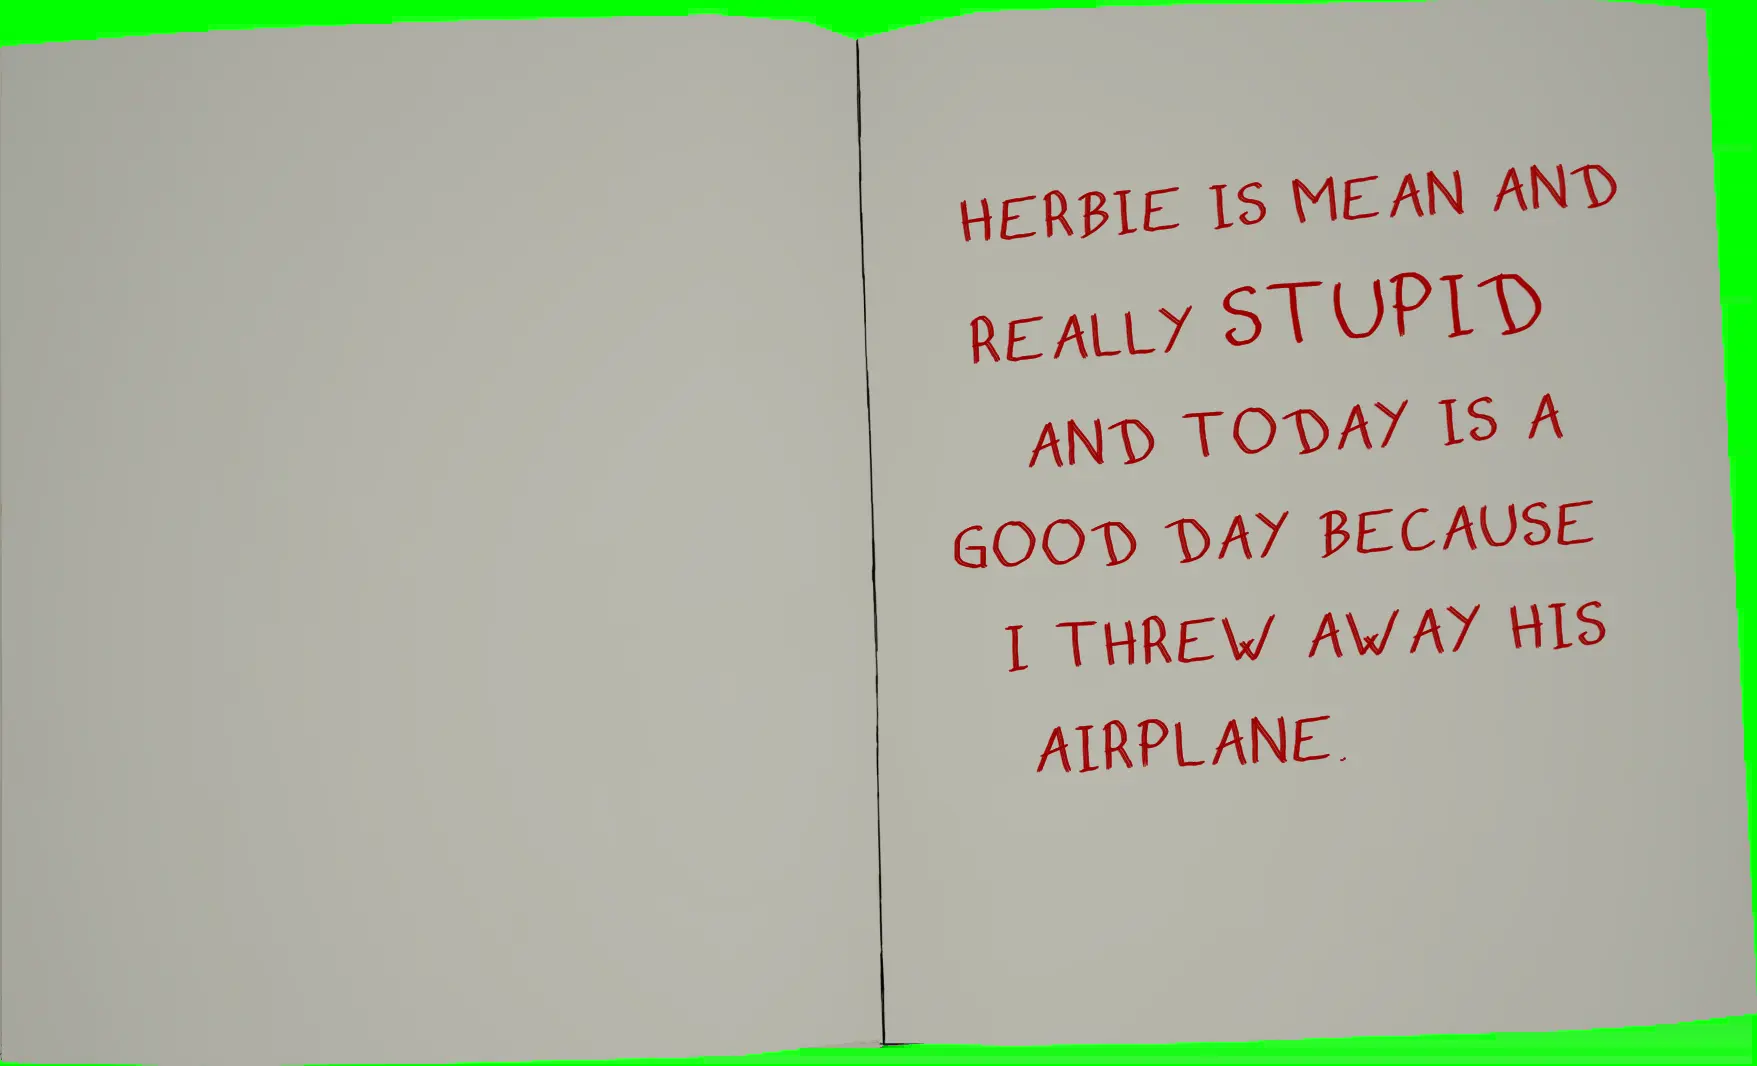 HERBIE IS MEAN AND
REALLY STUPID
AND TODAY IS A
GOOD DAY BECAUSE
I THREW AWAY HIS
AIRPLANE.